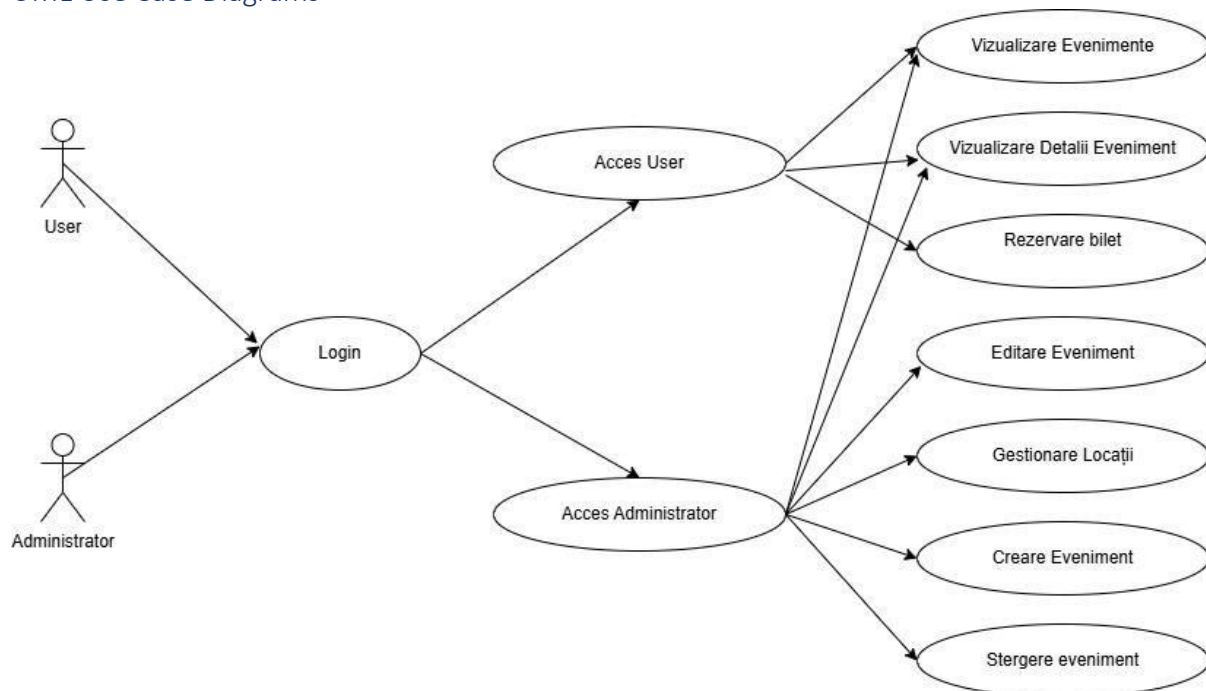 UML Use Case Diagrams
Vizualizare Evenimente
User
Acces User
Vizualizare Detalii Eveniment
Rezervare bilet
Login
Editare Eveniment
Gestionare Locații
Administrator
Acces Administrator
Creare Eveniment
Stergere eveniment